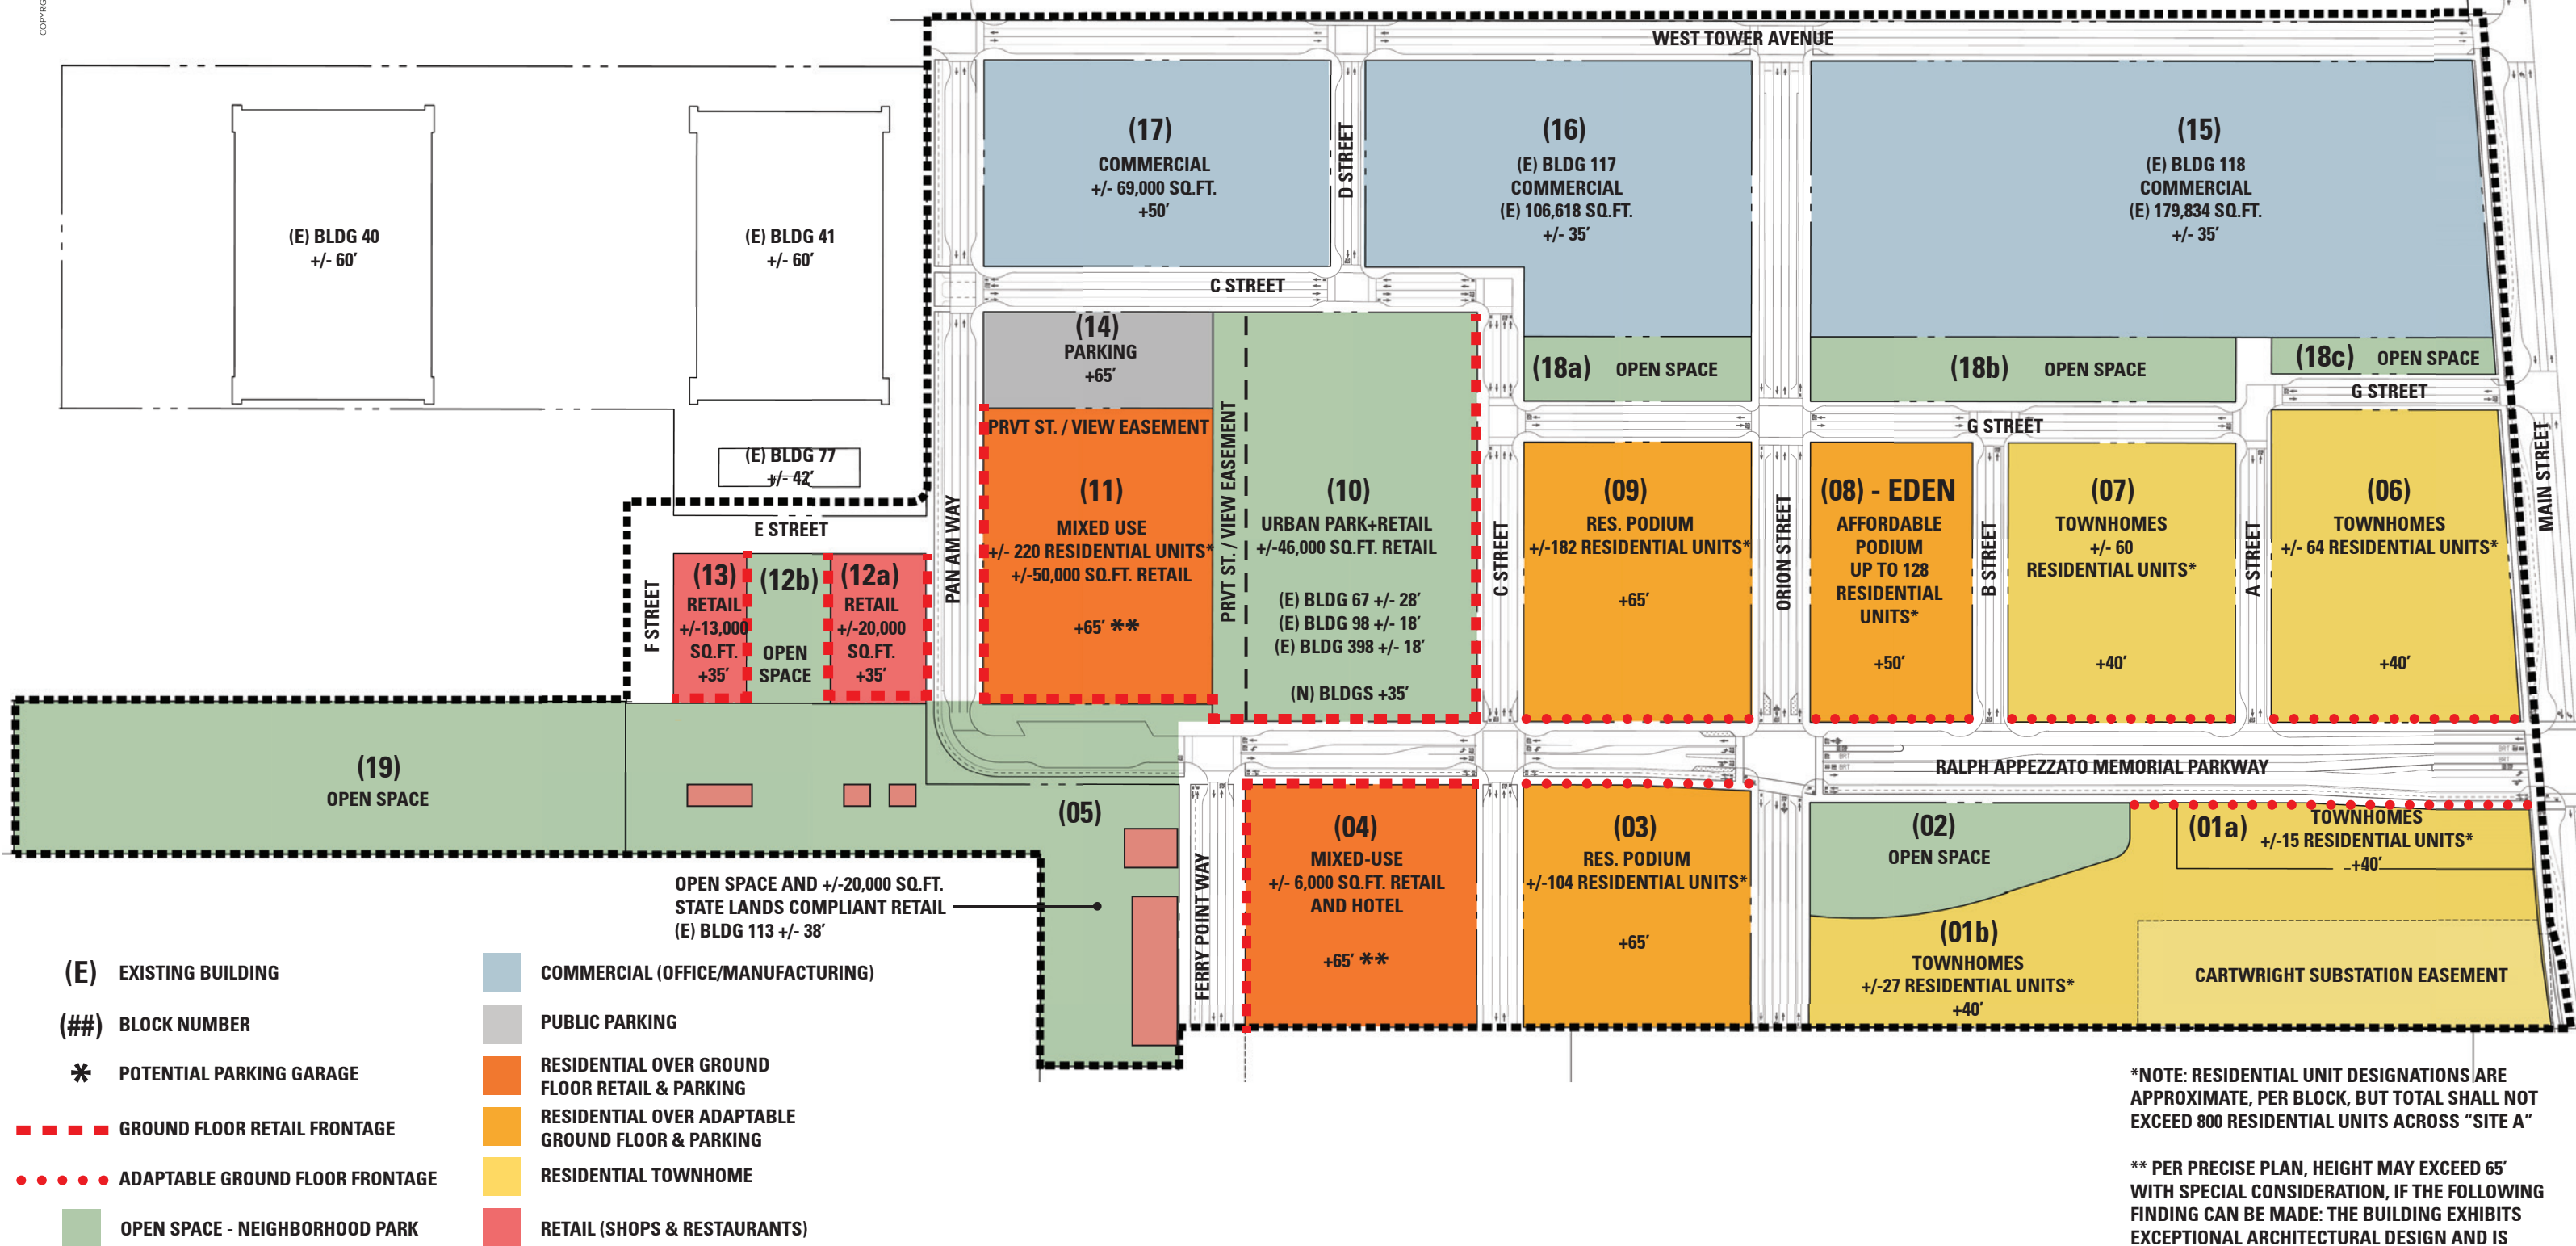 COPYRIG
WEST TOWER AVENUE
(E) BLDG 40
+/- 60’
(E) BLDG 41
+/- 60’
(E) BLDG 77
+/- 42’
(17)
COMMERCIAL
+/- 69,000 SQ.FT.
+50’
D STREET
(16)
(E) BLDG 117
COMMERCIAL
(E) 106,618 SQ.FT.
+/- 35’
(15)
(E) BLDG 118
COMMERCIAL
(E) 179,834 SQ.FT.
+/- 35’
C STREET
(14)
PARKING
+65’
(18a) OPEN SPACE
(18b) OPEN SPACE
(18c) OPEN SPACE
G STREET
G STREET
MAIN STREET
E STREET
F STREET
(13)
RETAIL
+/-13,000
SQ.FT.
+35’
(12b)
OPEN
SPACE
(12a)
RETAIL
+/-20,000
SQ.FT.
+35’
PAN AM WAY
PRVT ST. / VIEW EASEMENT
(11)
MIXED USE
+/- 220 RESIDENTIAL UNITS*
+/-50,000 SQ.FT. RETAIL
+65’ **
PRVT ST. / VIEW EASEMENT
(10)
URBAN PARK+RETAIL
+/-46,000 SQ.FT. RETAIL
(E) BLDG 67 +/- 28’
(E) BLDG 98 +/- 18’
(E) BLDG 398 +/- 18’
(N) BLDGS +35’
C STREET
(09)
RES. PODIUM
+/-182 RESIDENTIAL UNITS*
+65’
ORION STREET
(08) - EDEN
AFFORDABLE
PODIUM
UP TO 128
RESIDENTIAL
UNITS*
+50’
B STREET
(07)
TOWNHOMES
+/- 60
RESIDENTIAL UNITS*
+40’
A STREET
(06)
TOWNHOMES
+/- 64 RESIDENTIAL UNITS*
+40’
RALPH APPEZZATO MEMORIAL PARKWAY
(19)
OPEN SPACE
(05)
OPEN SPACE AND +/-20,000 SQ.FT.
STATE LANDS COMPLIANT RETAIL
(E) BLDG 113 +/- 38’
FERRY POINT WAY
(04)
MIXED-USE
+/- 6,000 SQ.FT. RETAIL
AND HOTEL
+65’ **
(03)
RES. PODIUM
+/-104 RESIDENTIAL UNITS*
+65’
(02)
OPEN SPACE
(01a)
TOWNHOMES
+/-15 RESIDENTIAL UNITS*
+40’
(01b)
TOWNHOMES
+/-27 RESIDENTIAL UNITS*
+40’
CARTWRIGHT SUBSTATION EASEMENT
(E) EXISTING BUILDING
(##) BLOCK NUMBER
* POTENTIAL PARKING GARAGE
GROUND FLOOR RETAIL FRONTAGE
ADAPTABLE GROUND FLOOR FRONTAGE
OPEN SPACE - NEIGHBORHOOD PARK
COMMERCIAL (OFFICE/MANUFACTURING)
PUBLIC PARKING
RESIDENTIAL OVER GROUND
FLOOR RETAIL & PARKING
RESIDENTIAL OVER ADAPTABLE
GROUND FLOOR & PARKING
RESIDENTIAL TOWNHOME
RETAIL (SHOPS & RESTAURANTS)
*NOTE: RESIDENTIAL UNIT DESIGNATIONS ARE
APPROXIMATE, PER BLOCK, BUT TOTAL SHALL NOT
EXCEED 800 RESIDENTIAL UNITS ACROSS “SITE A”
** PER PRECISE PLAN, HEIGHT MAY EXCEED 65’
WITH SPECIAL CONSIDERATION, IF THE FOLLOWING
FINDING CAN BE MADE: THE BUILDING EXHIBITS
EXCEPTIONAL ARCHITECTURAL DESIGN AND IS